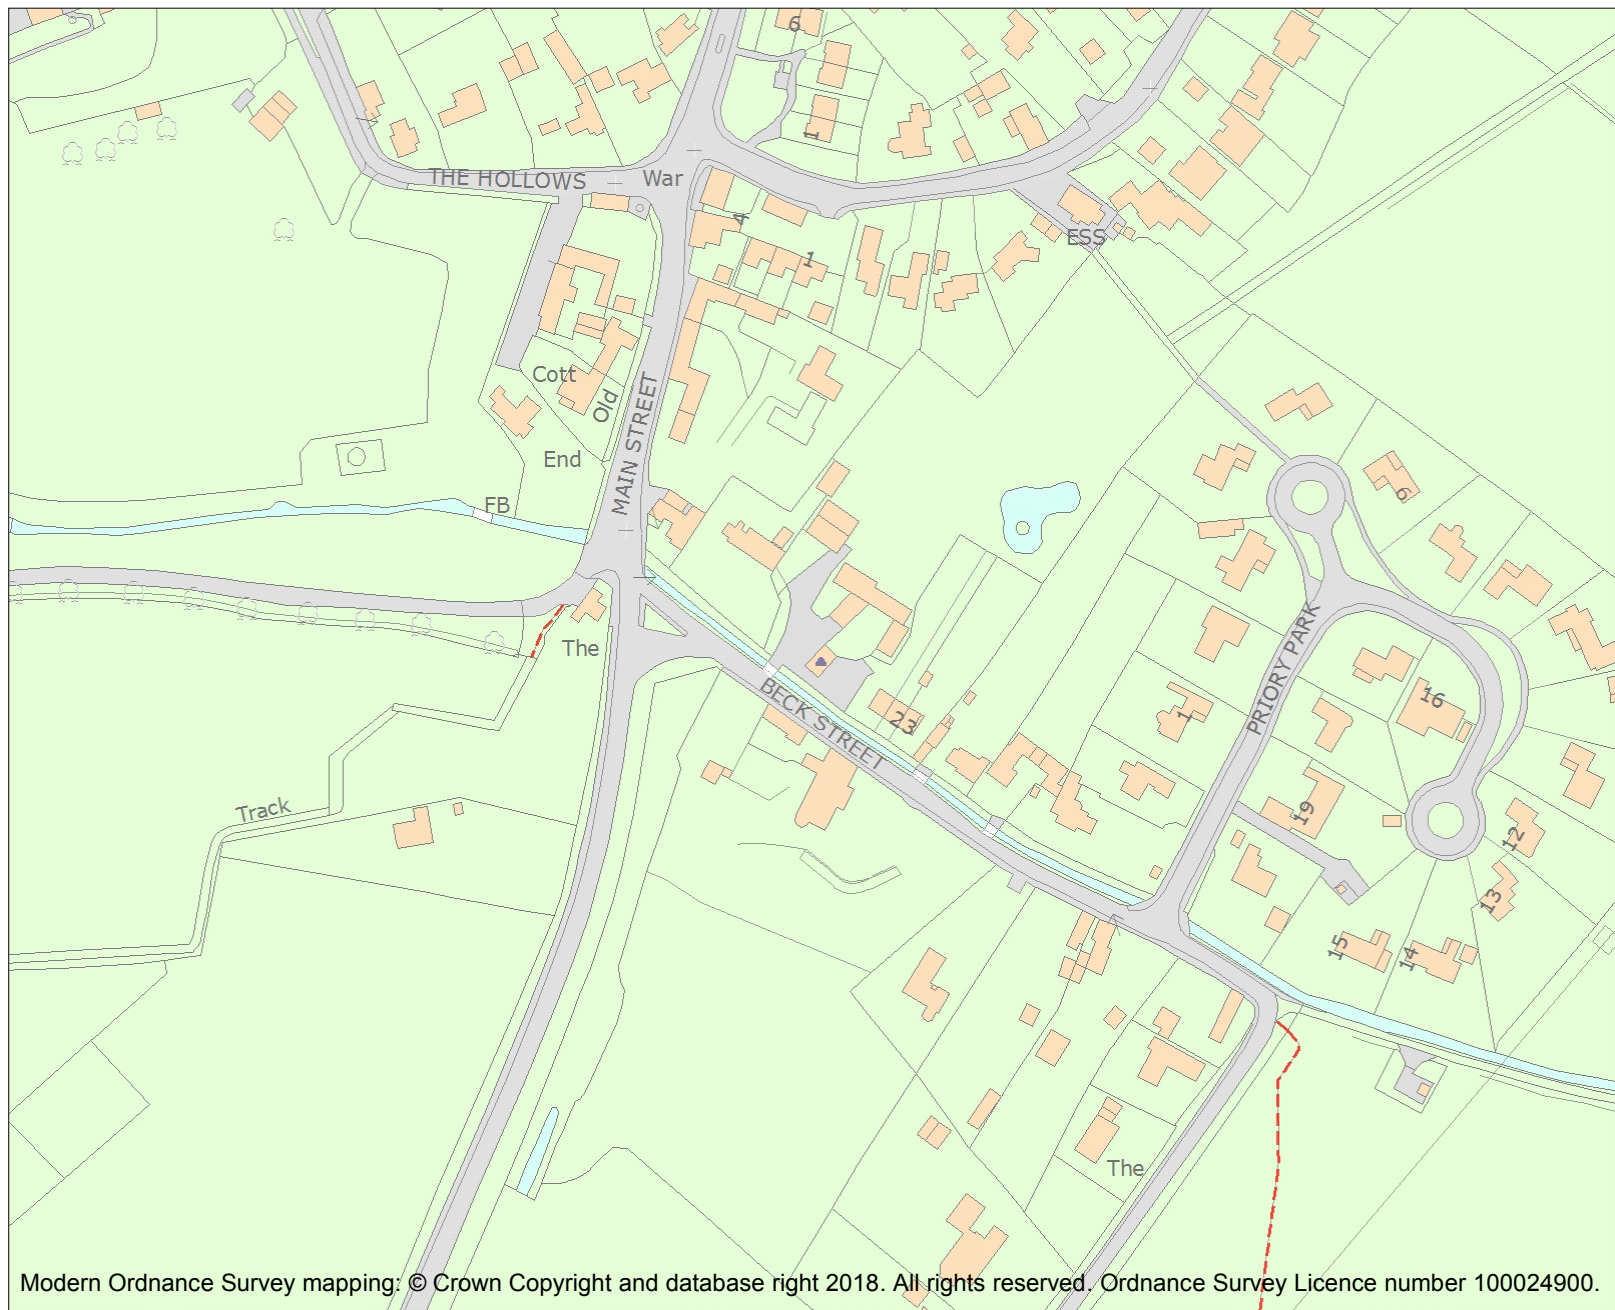 6
1
THE HOLLOWS
War
4
1
ESS
Cott
Old
MAIN STREET
End
FB
6
The
PRIORY PARK
16
1
BECK STREET
23
Track
19
12
13
15
14
The
Modern Ordnance Survey mapping: © Crown Copyright and database right 2018. All rights reserved. Ordnance Survey Licence number 100024900.